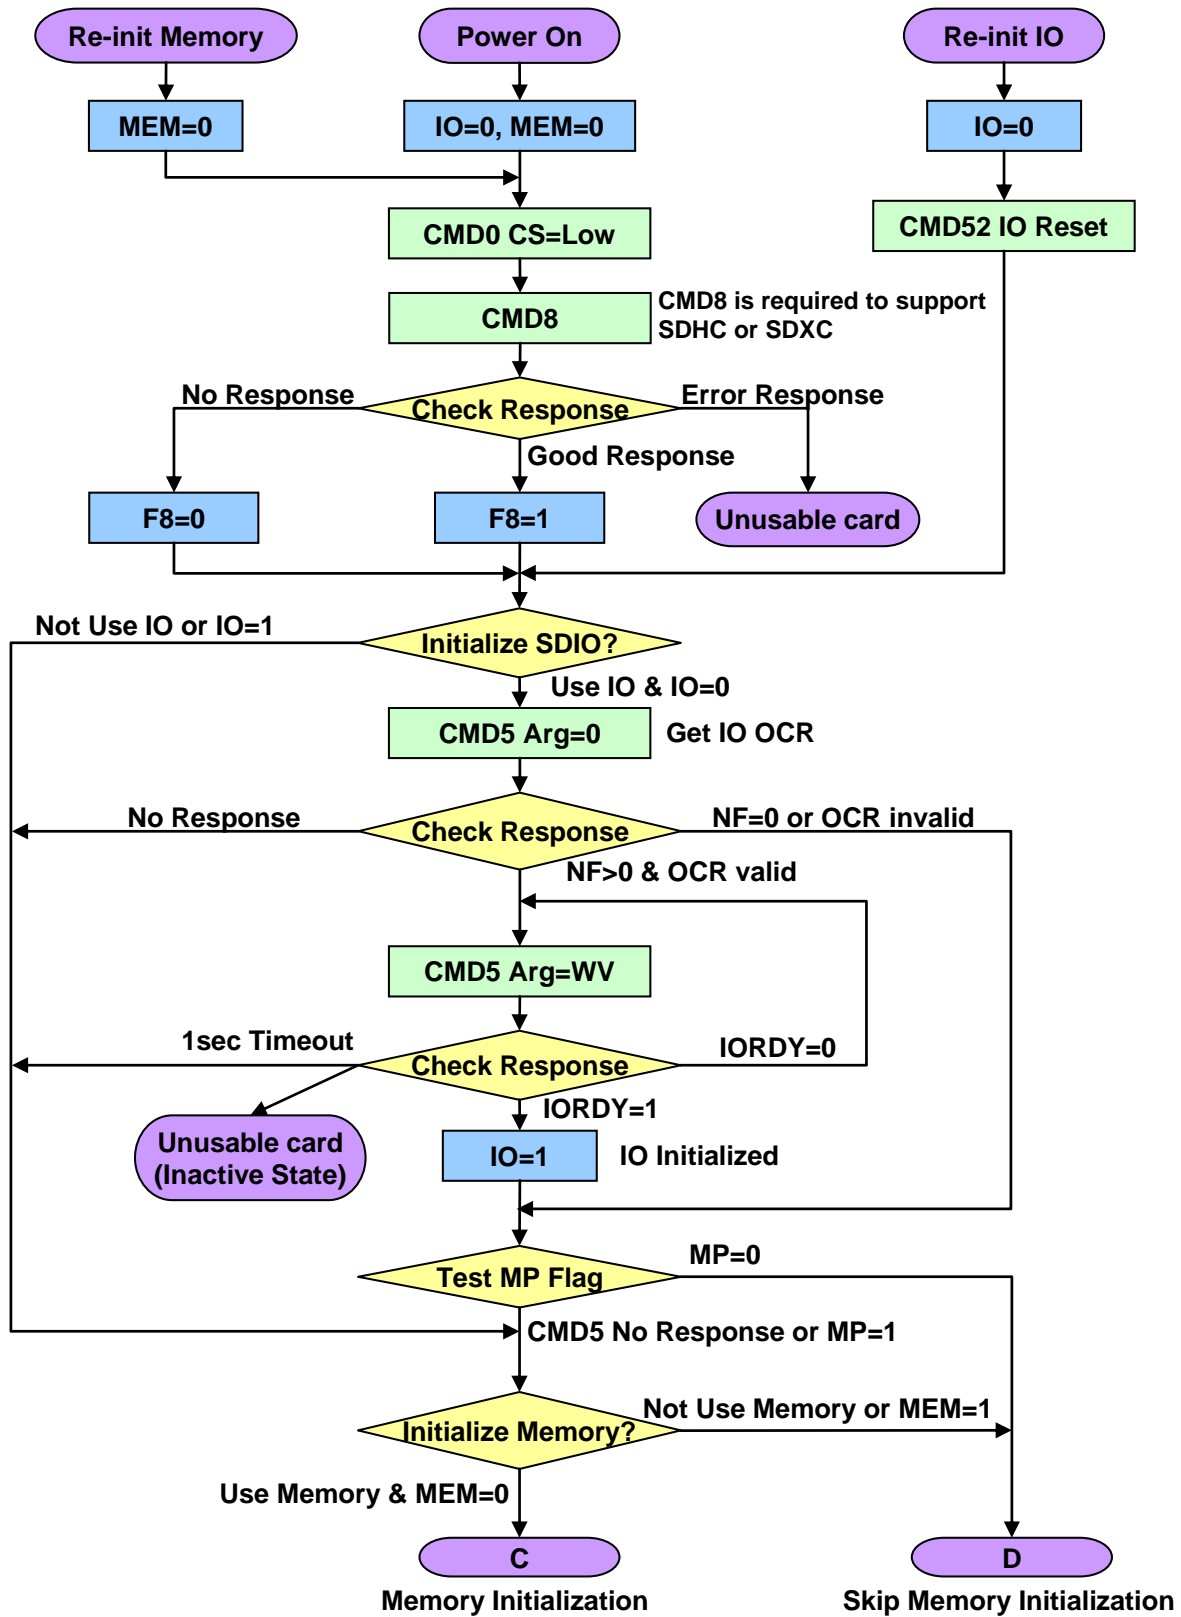 Re-init Memory
Power On
Re-init IO
MEM=0
IO=0, MEM=0
IO=0
CMD0 CS=Low
CMD52 IO Reset
CMD8
CMD8 is required to support
SDHC or SDXC
No Response
Check Response
Error Response
Good Response
F8=0
F8=1
Unusable card
Not Use IO or IO=1
Initialize SDIO?
Use IO & IO=0
CMD5 Arg=0
Get IO OCR
No Response
Check Response
NF=0 or OCR invalid
NF>0 & OCR valid
CMD5 Arg=WV
1sec Timeout
Check Response
IORDY=0
IORDY=1
Unusable card
(Inactive State)
IO=1
IO Initialized
Test MP Flag
MP=0
CMD5 No Response or MP=1
Initialize Memory?
Not Use Memory or MEM=1
Use Memory & MEM=0
C
D
Memory Initialization
Skip Memory Initialization